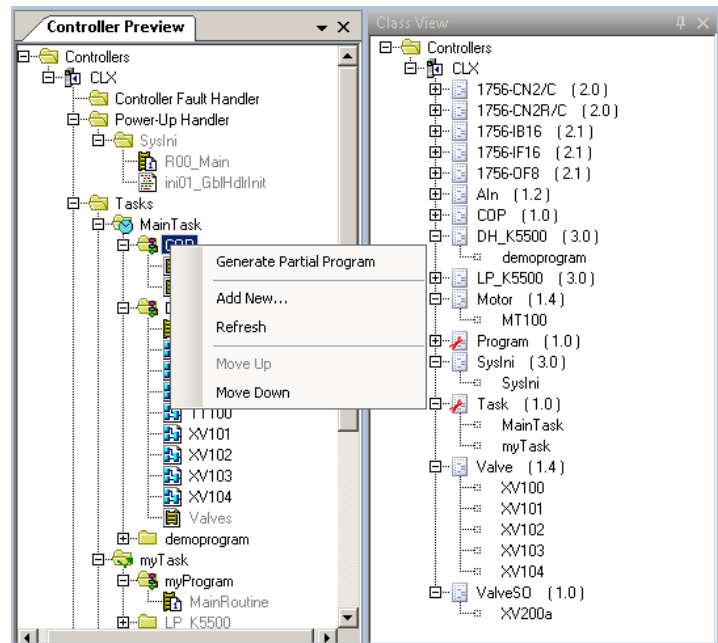 Controller Preview
Controllers
CLX
Controller Fault Handler
Power-Up Handler
SysIni
R00_Main
ini01_GblHdlrInit
Tasks
MainTask
COP
Generate Partial Program
Add New...
Refresh
Move Up
Move Down
TT100
XV101
XV102
XV103
XV104
Valves
demoprogram
myTask
myProgram
MainRoutine
LP_K5500
Class View
Controllers
CLX
1756-CN2/C (2.0)
1756-CN2R/C (2.0)
1756-IB16 (2.1)
1756-IF16 (2.1)
1756-OF8 (2.1)
AIn (1.2)
COP (1.0)
DH_K5500 (3.0)
demoprogram
LP_K5500 (3.0)
Motor (1.4)
MT100
Program (1.0)
SysIni (3.0)
SysIni
Task (1.0)
MainTask
myTask
Valve (1.4)
XV100
XV101
XV102
XV103
XV104
ValveSO (1.0)
XV200a